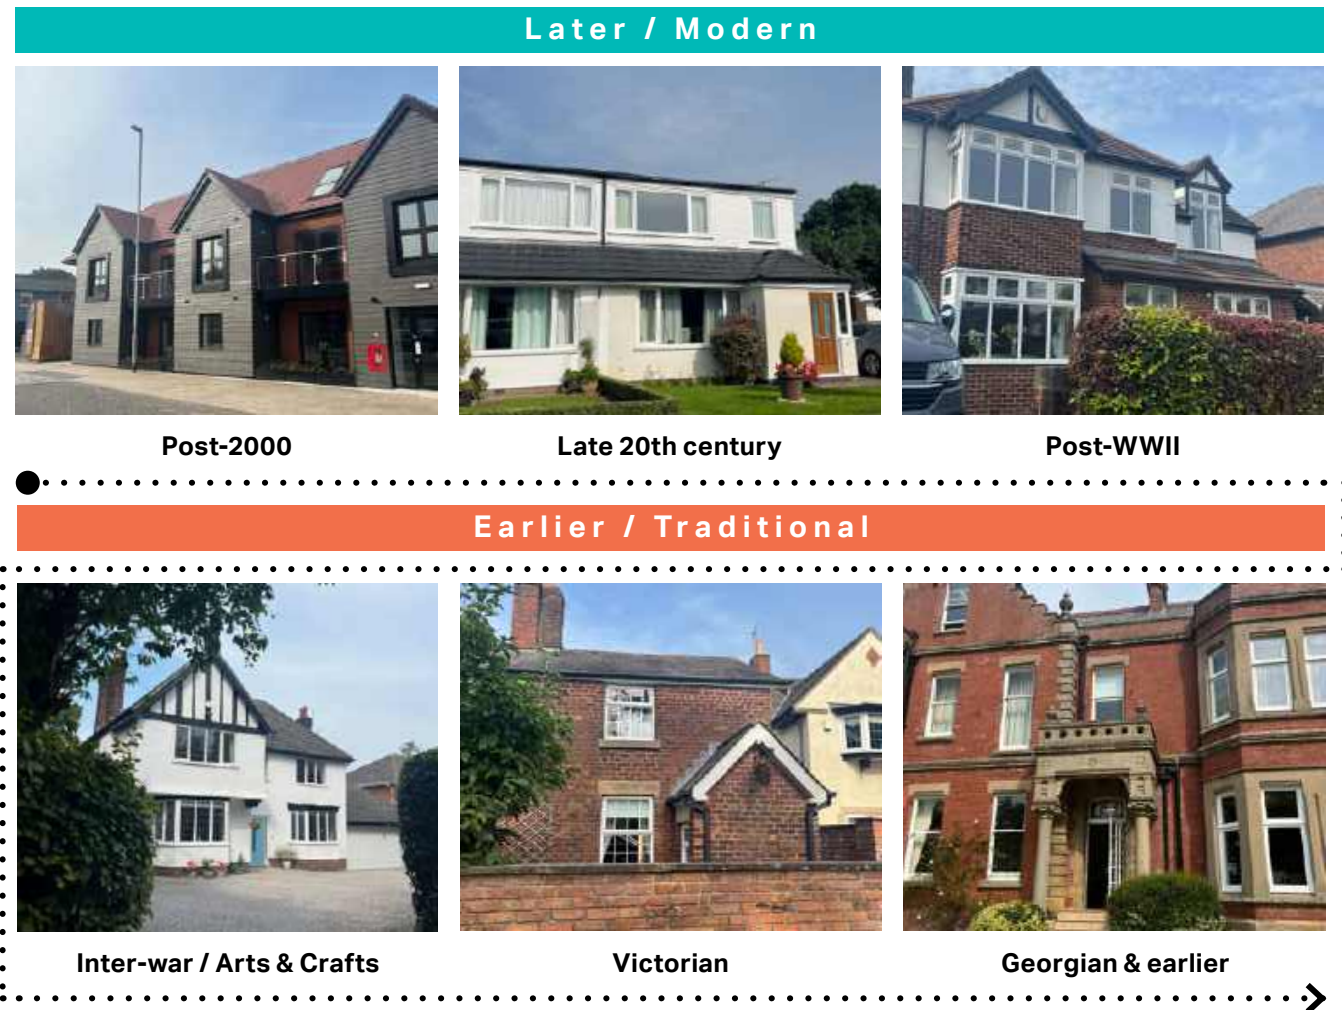 Later / Modern
Post-2000
Late 20th century
Post-WWII
Earlier / Traditional
Inter-war / Arts & Crafts
Victorian
Georgian & earlier